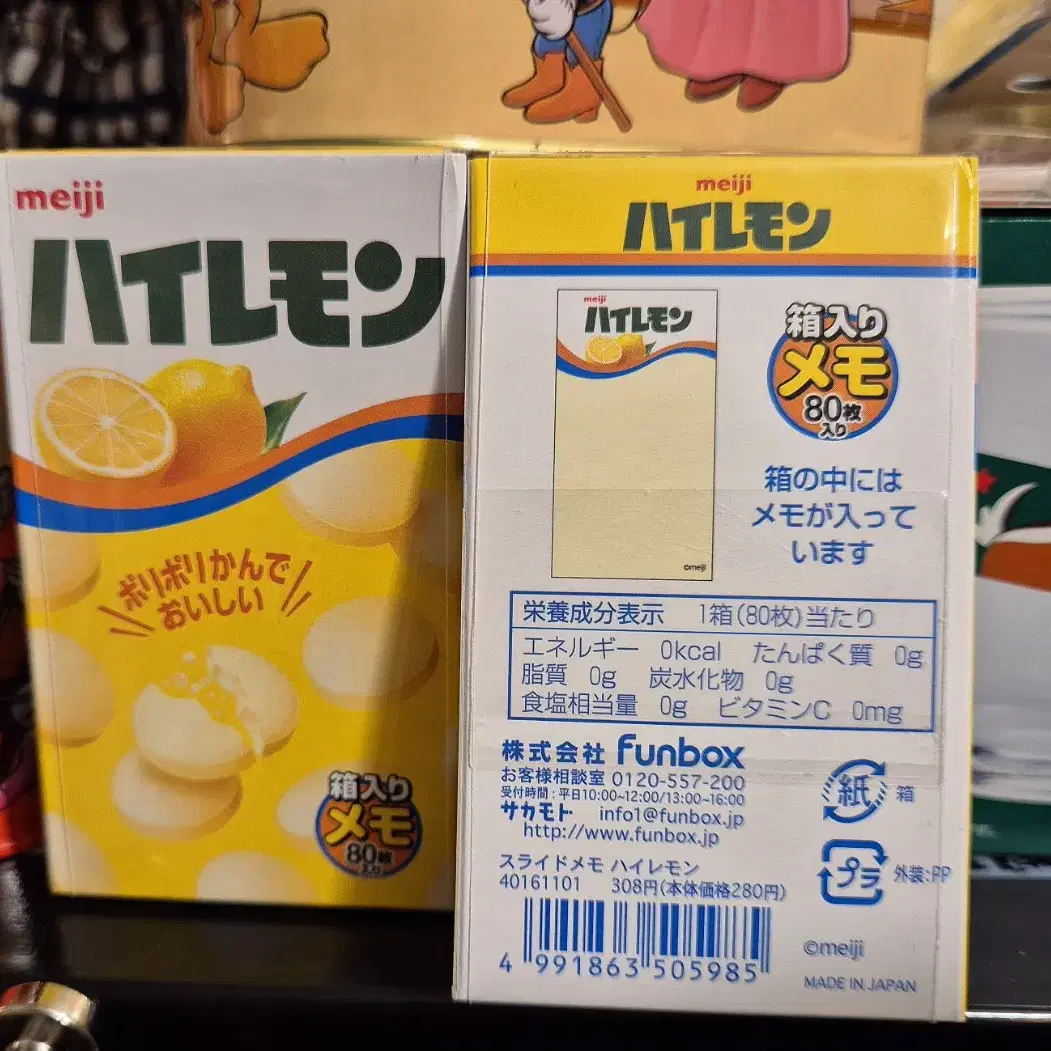 meiji
ハイレモン
ポリポリかんで
おいしい
箱入り
メモ
80枚
入り
meiji
ハイレモン
meiji
ハイレモン
©meiji
箱入り
メモ
80枚
入り
箱の中には
メモが入って
います
栄養成分表示 1箱(80枚)当たり
エネルギー 0kcal たんぱく質 0g
脂質 0g 炭水化物 0g
食塩相当量 0g ビタミンC 0mg
株式会社 funbox
お客様相談室 0120-557-200
受付時間:平日10:00~12:00/13:00~16:00
サカモト info1@funbox.jp
http://www.funbox.jp
紙 箱
プラ 外装:PP
スライドメモ ハイレモン
40161101 308円(本体価格280円)
4 991863 505985
©meiji
MADE IN JAPAN